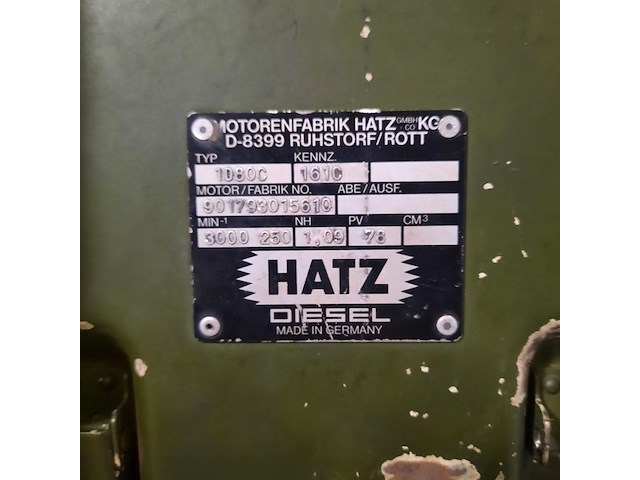 MOTORENFABRIK HATZ GMBH + CO KG
D-8399 RUHSTORF/ROTT
TYP KENNZ.
1D80C 161C
MOTOR/FABRIK NO. ABE/AUSF.
901793015610
MIN-¹ NH PV CM³
3000 250 1,09 78
HATZ
DIESEL
MADE IN GERMANY